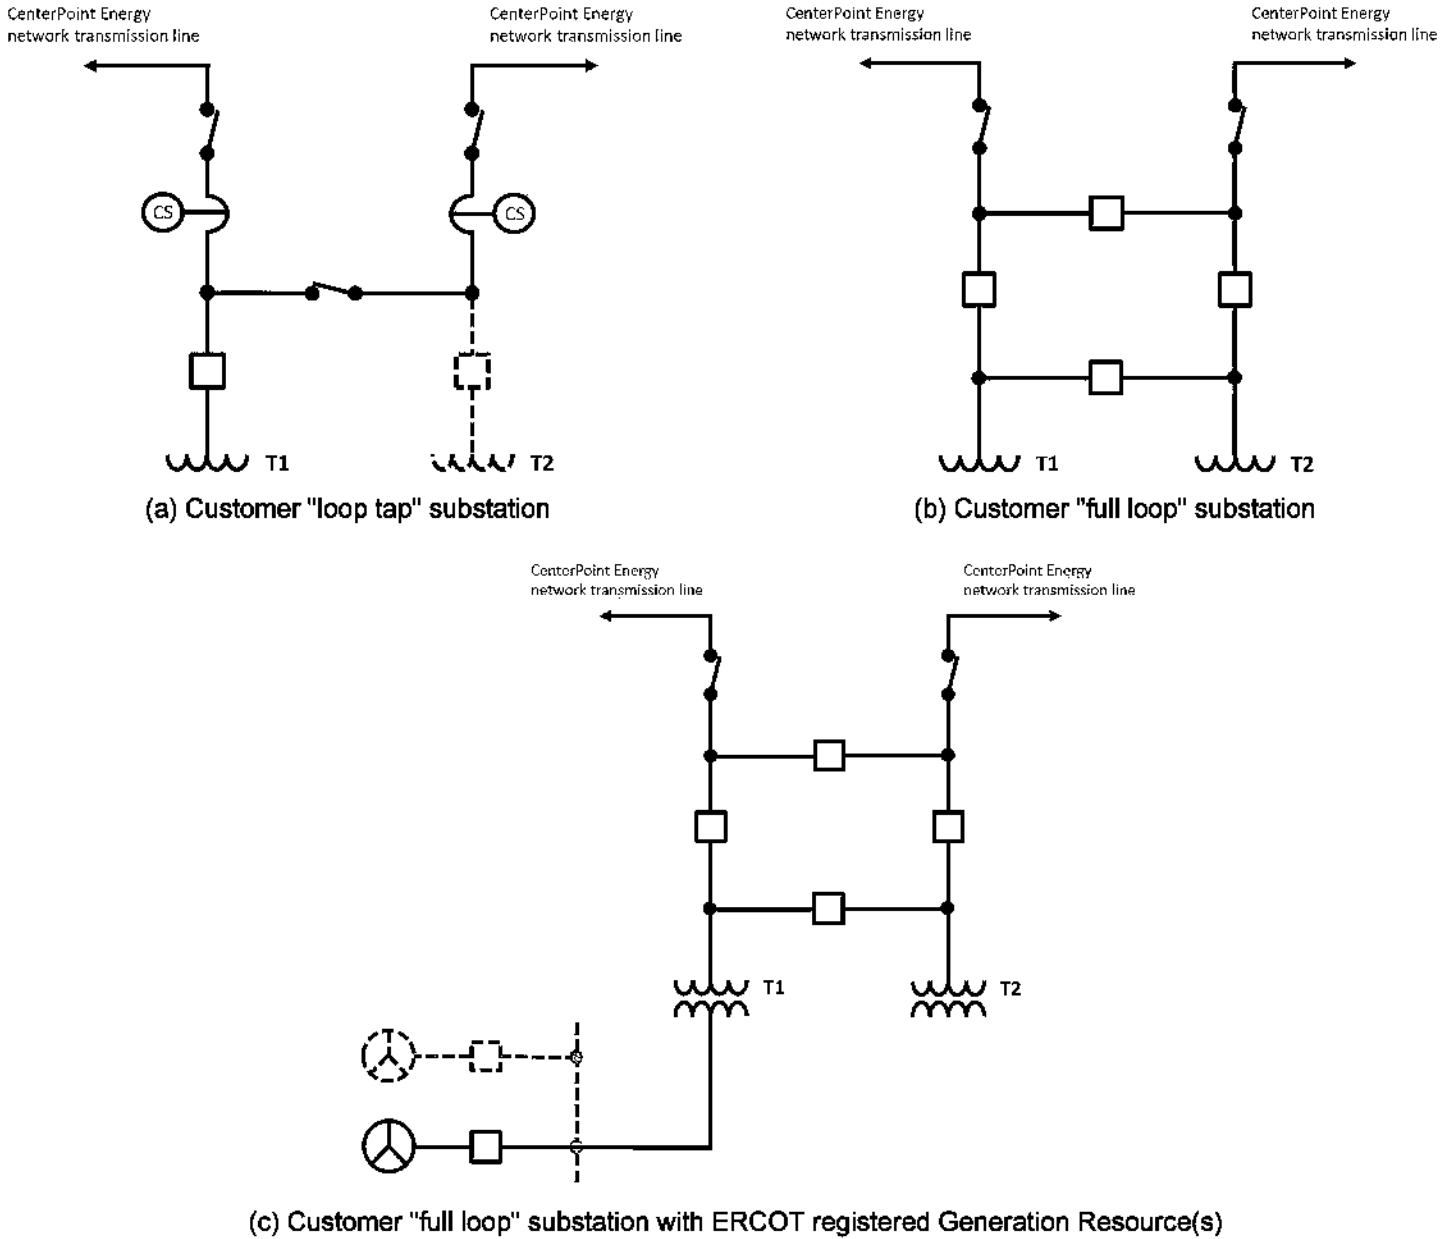 CenterPoint Energy
network transmission line
CenterPoint Energy
network transmission line
CS
CS
T1
T2
(a) Customer "loop tap" substation
CenterPoint Energy
network transmission line
CenterPoint Energy
network transmission line
T1
T2
(b) Customer "full loop" substation
CenterPoint Energy
network transmission line
CenterPoint Energy
network transmission line
T1
T2
(c) Customer "full loop" substation with ERCOT registered Generation Resource(s)